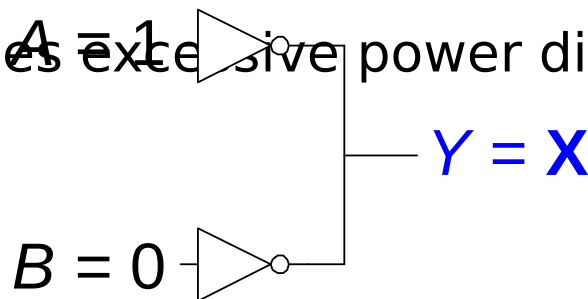 A = 1
es excessive power di
Y = X
B = 0